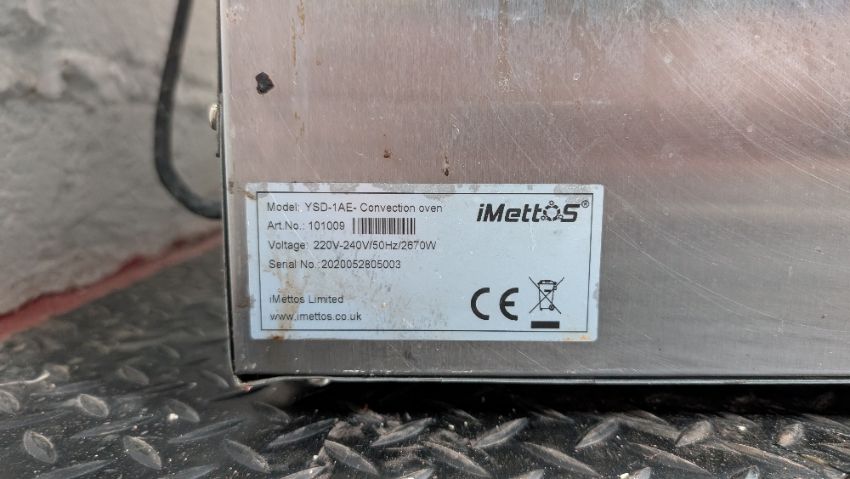 Model: YSD-1AE- Convection oven
iMettos®
Art.No.: 101009
Voltage: 220V-240V/50Hz/2670W
Serial No.:2020052805003
iMettos Limited
www.imettos.co.uk
CE